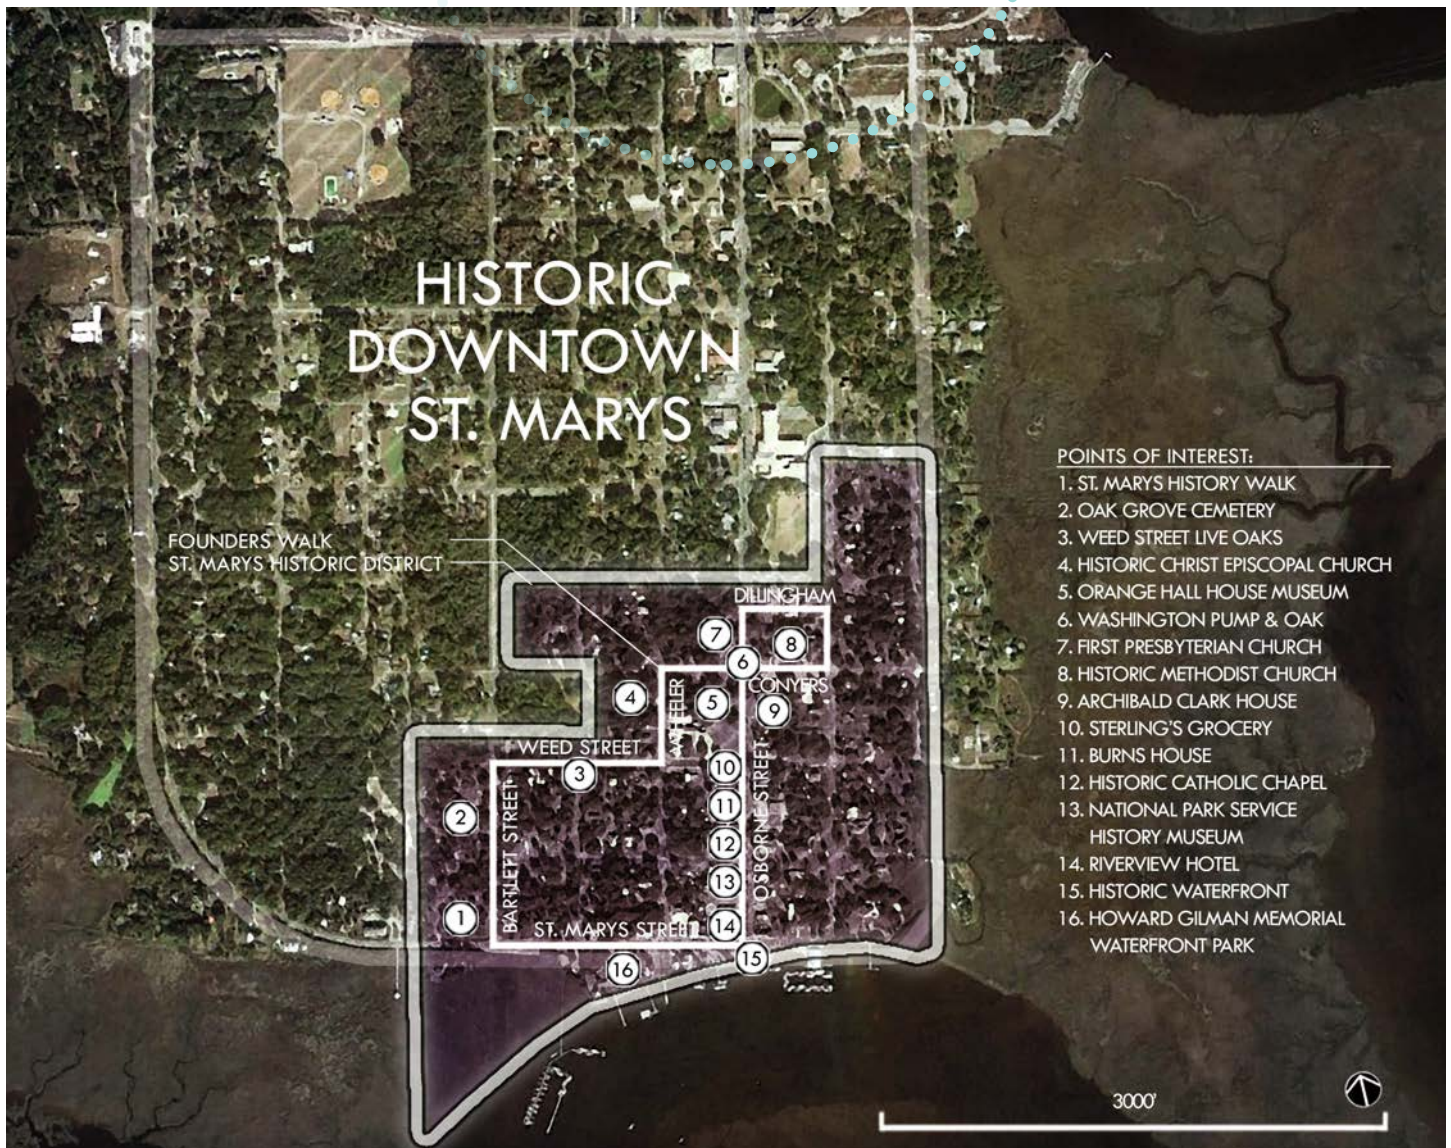 HISTORIC
DOWNTOWN
ST. MARYS
POINTS OF INTEREST:
1. ST. MARYS HISTORY WALK
2. OAK GROVE CEMETERY
3. WEED STREET LIVE OAKS
4. HISTORIC CHRIST EPISCOPAL CHURCH
5. ORANGE HALL HOUSE MUSEUM
6. WASHINGTON PUMP & OAK
7. FIRST PRESBYTERIAN CHURCH
8. HISTORIC METHODIST CHURCH
9. ARCHIBALD CLARK HOUSE
10. STERLING'S GROCERY
11. BURNS HOUSE
12. HISTORIC CATHOLIC CHAPEL
13. NATIONAL PARK SERVICE
HISTORY MUSEUM
14. RIVERVIEW HOTEL
15. HISTORIC WATERFRONT
16. HOWARD GILMAN MEMORIAL
WATERFRONT PARK
FOUNDERS WALK
ST. MARYS HISTORIC DISTRICT
DILLINGHAM
7
8
6
CONYERS
4
WHEELER
5
9
WEED STREET
3
10
OSBORNE STREET
BARTLETT STREET
2
11
12
13
1
ST. MARYS STREET
14
15
16
3000'